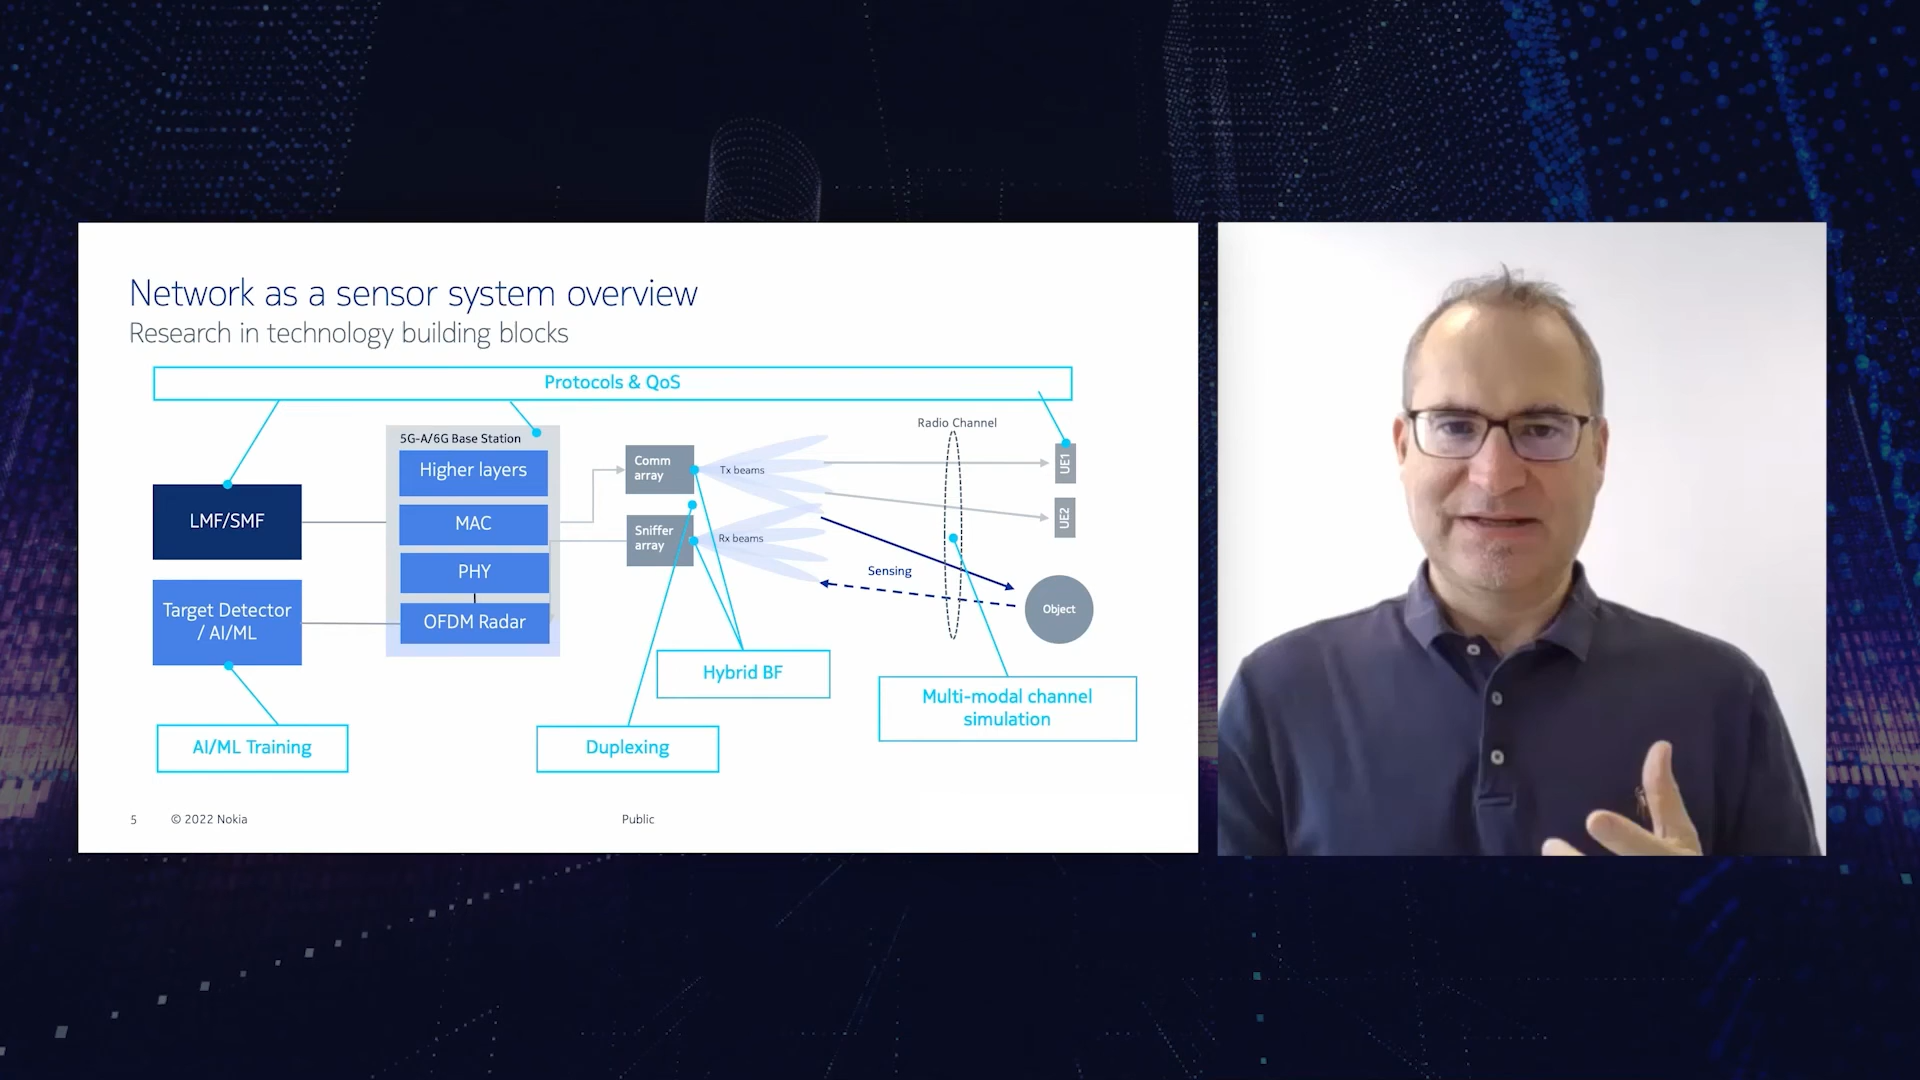 Network as a sensor system overview
Research in technology building blocks
Protocols & QoS
Radio Channel
5G-A/6G Base Station
Higher layers
MAC
PHY
OFDM Radar
LMF/SMF
Target Detector
/ AI/ML
Comm
array
Sniffer
array
Tx beams
Rx beams
UE1
UE2
Sensing
Object
Hybrid BF
Multi-modal channel
simulation
AI/ML Training
Duplexing
5
© 2022 Nokia
Public